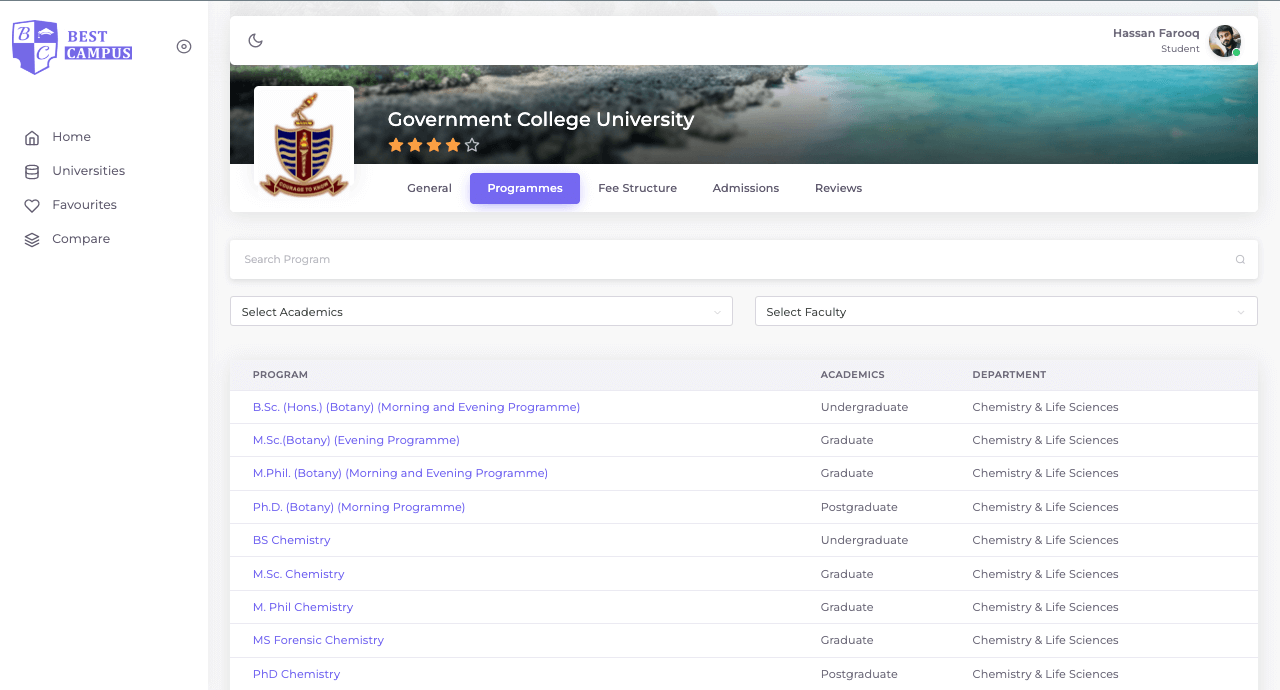 B
C
BEST
CAMPUS
Hassan Farooq
Student
Home
Universities
Favourites
Compare
Government College University
COURAGE TO KNOW
General Programmes Fee Structure Admissions Reviews
Search Program
Select Academics Select Faculty
PROGRAM ACADEMICS DEPARTMENT
B.Sc. (Hons.) (Botany) (Morning and Evening Programme) Undergraduate Chemistry & Life Sciences
M.Sc.(Botany) (Evening Programme) Graduate Chemistry & Life Sciences
M.Phil. (Botany) (Morning and Evening Programme) Graduate Chemistry & Life Sciences
Ph.D. (Botany) (Morning Programme) Postgraduate Chemistry & Life Sciences
BS Chemistry Undergraduate Chemistry & Life Sciences
M.Sc. Chemistry Graduate Chemistry & Life Sciences
M. Phil Chemistry Graduate Chemistry & Life Sciences
MS Forensic Chemistry Graduate Chemistry & Life Sciences
PhD Chemistry Postgraduate Chemistry & Life Sciences